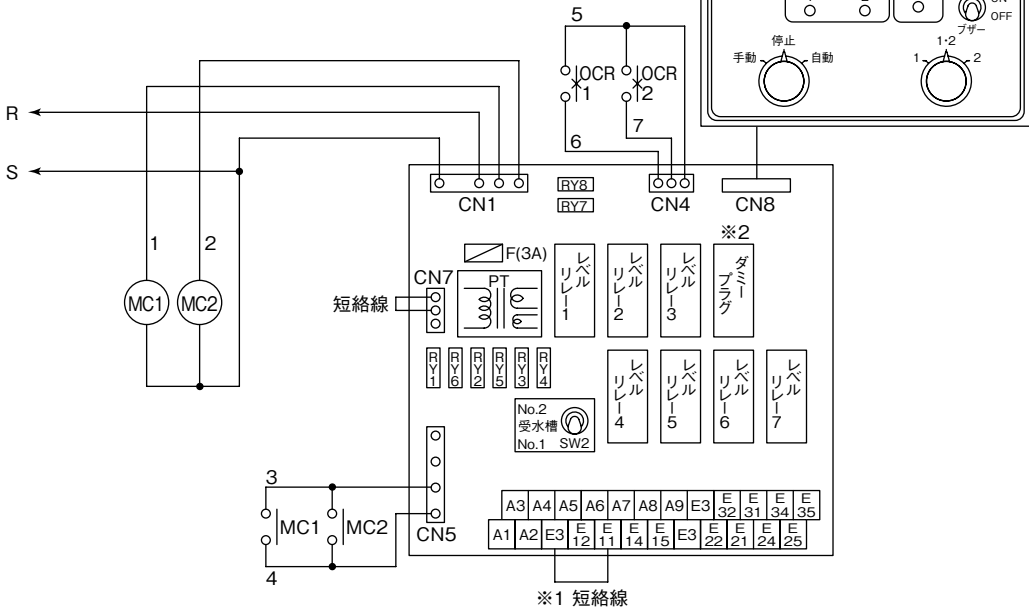 OFF
ブザー
手動
停止
自動
1
1・2
2
5
OCR
1
OCR
2
6
7
R
S
1
2
MC1
MC2
CN1
RY8
RY7
CN4
CN8
※2
F(3A)
CN7
PT
短絡線
レベルリレー1
レベルリレー2
レベルリレー3
ダミープラグ
RY1
RY6
RY2
RY5
RY3
RY4
レベルリレー4
レベルリレー5
レベルリレー6
レベルリレー7
No.2
受水槽
No.1 SW2
3
MC1
MC2
4
CN5
A3 A4 A5 A6 A7 A8 A9 E3 E32 E31 E34 E35
A1 A2 E3 E12 E11 E14 E15 E3 E22 E21 E24 E25
※1 短絡線